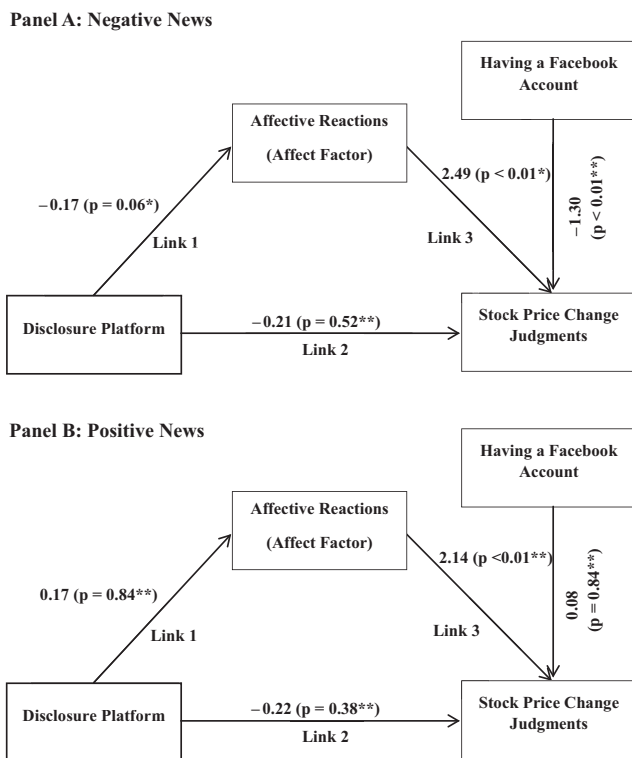 Panel A: Negative News
Having a Facebook
Account
Affective Reactions
(Affect Factor)
2.49 (p < 0.01*)
−1.30
(p < 0.01**)
−0.17 (p = 0.06*)
Link 1
Link 3
Disclosure Platform
−0.21 (p = 0.52**)
Link 2
Stock Price Change
Judgments
Panel B: Positive News
Having a Facebook
Account
Affective Reactions
(Affect Factor)
2.14 (p <0.01**)
0.08
(p = 0.84**)
0.17 (p = 0.84**)
Link 1
Link 3
Disclosure Platform
−0.22 (p = 0.38**)
Link 2
Stock Price Change
Judgments